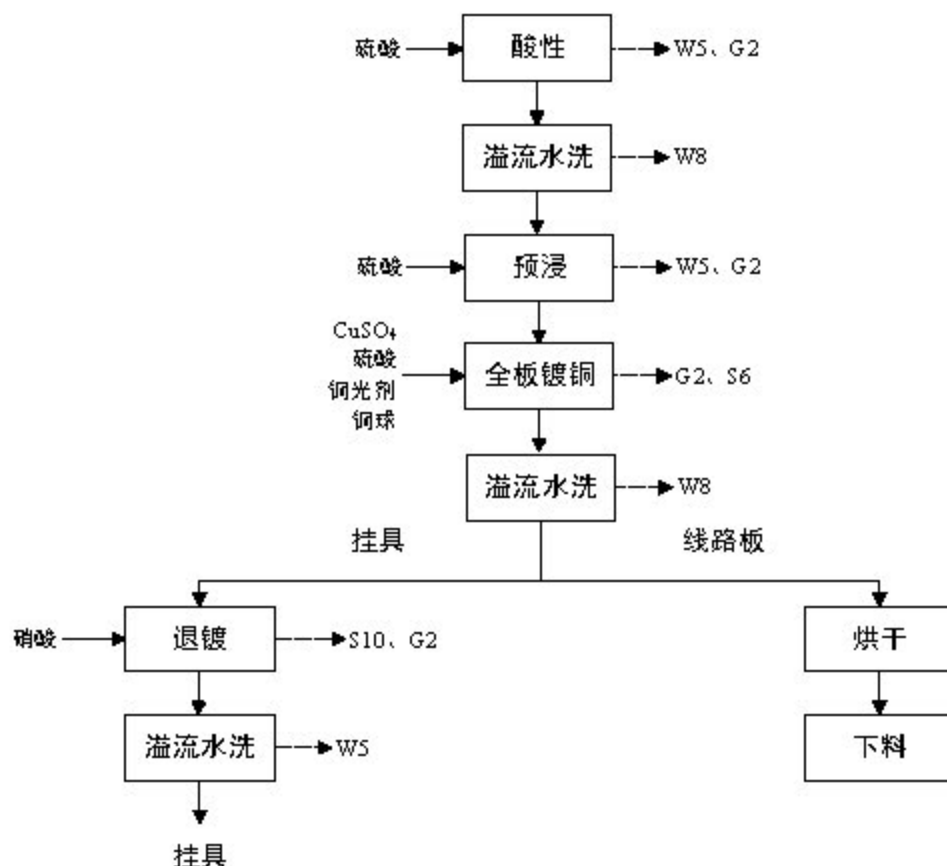 硫酸 酸性 W5、G2
溢流水洗 W8
硫酸 预浸 W5、G2
CuSO₄
硫酸
铜光剂
铜球
全板镀铜 G2、S6
溢流水洗 W8
挂具 线路板
硝酸 退镀 S10、G2 烘干
溢流水洗 W5 下料
挂具